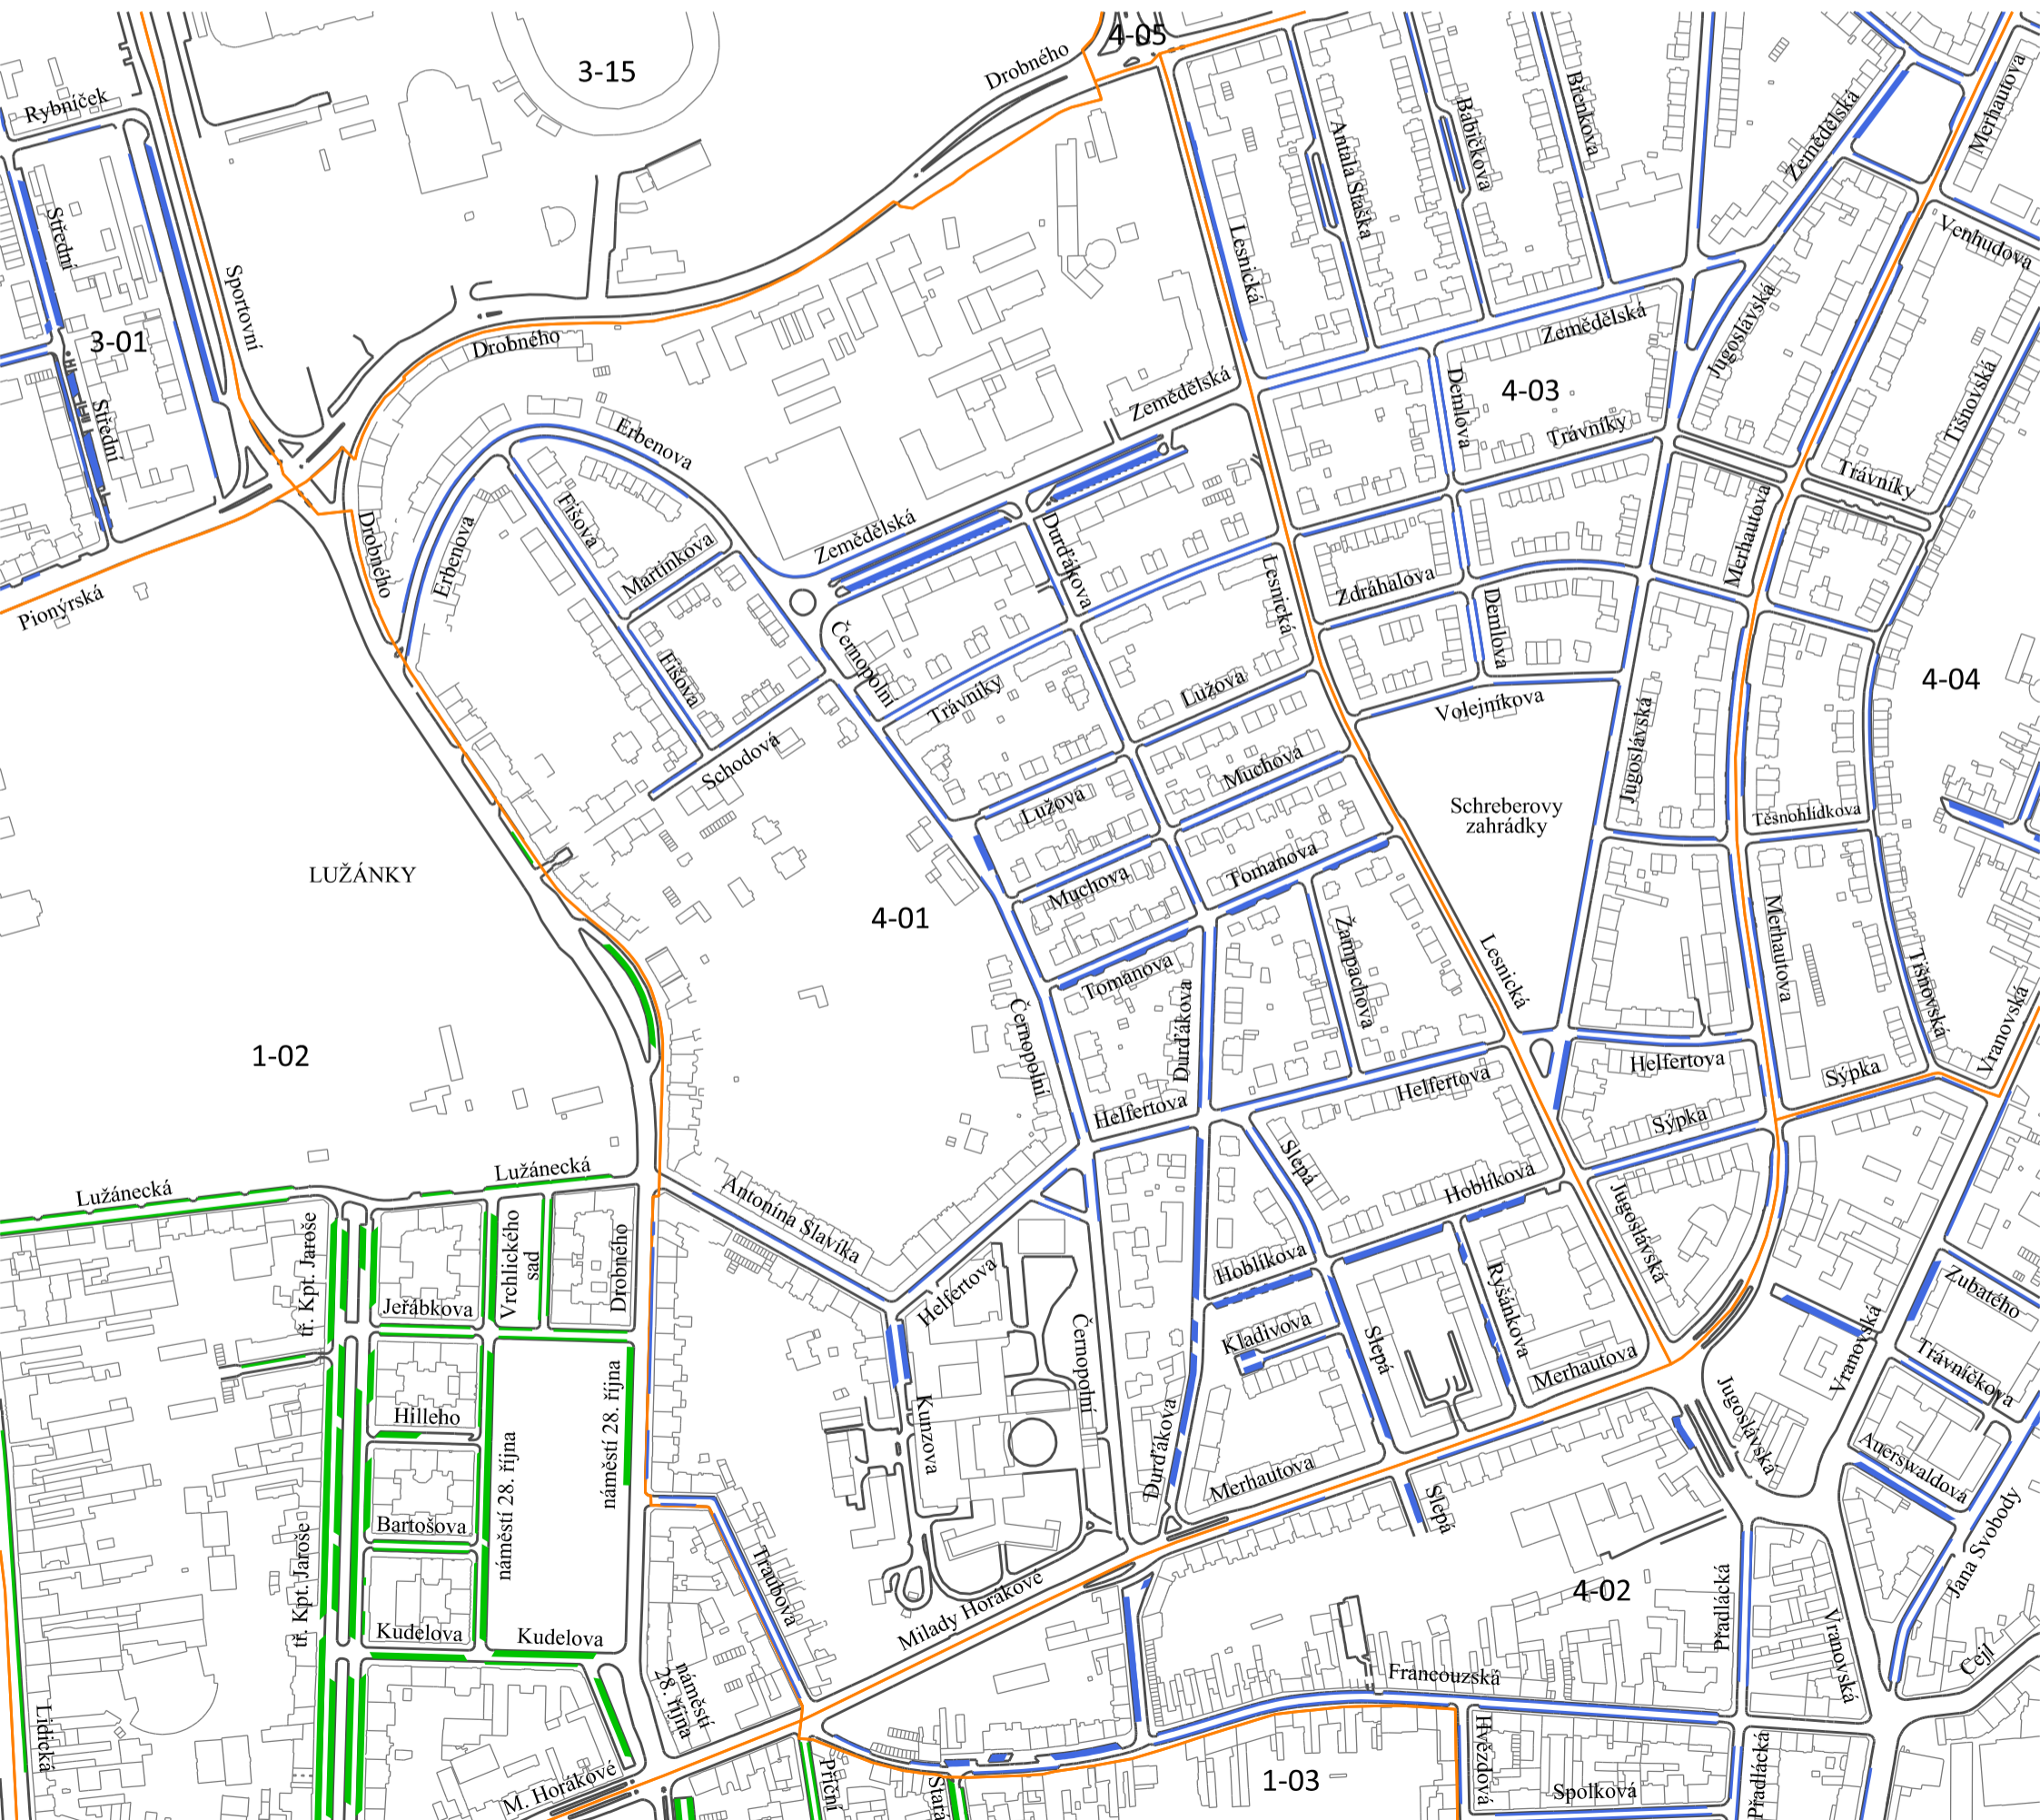 4-05
Drobného
3-15
Rybníček
Střední
Sportovní
3-01
Střední
Pionýrská
Drobného
Drobného
Erbenova
Erbenova
Fišova
Martínkova
Fišova
Schodová
Zemědělská
Zemědělská
Lesnická
Antala Staška
Babičkova
Břenkova
Zemědělská
Merhautova
Venhudova
Zemědělská
Jugoslávská
4-03
Demlova
Trávníky
Tišňovská
Trávníky
Merhautova
Durďákova
Lesnická
Zdráhalova
Demlova
Černopolní
Trávníky
Lužova
Volejníkova
4-04
Jugoslávská
Muchova
Schreberovy
zahrádky
Těsnohlídkova
Lužova
Tomanova
Muchova
LUŽÁNKY
4-01
Žampachova
Lesnická
Merhautova
Tišňovská
Tomanova
Durďákova
Černopolní
Vranovská
1-02
Helfertova
Helfertova
Sýpka
Helfertova
Sýpka
Slepá
Hoblíkova
Jugoslávská
Lužánecká
Lužánecká
Antonína Slavíka
tř. Kpt. Jaroše
Vrchlického
sad
Drobného
Jeřábkova
Helfertova
Hoblíkova
Ryšánkova
Zubatého
Kladivova
Černopolní
Slepá
Merhautova
Vranovská
Trávníčkova
náměstí 28. října
Hilleho
Kunzova
Durďákova
Jugoslávská
Auerswaldova
náměstí 28. října
Merhautova
Slepá
Bartošova
tř. Kpt. Jaroše
Traubova
Jana Svobody
4-02
Milady Horákové
Přadlácká
Vranovská
Kudelova
Kudelova
Cejl
náměstí
28. října
Francouzská
Lidická
M. Horákové
Příční
Stará
1-03
Hvězdová
Spolková
Přadlácká